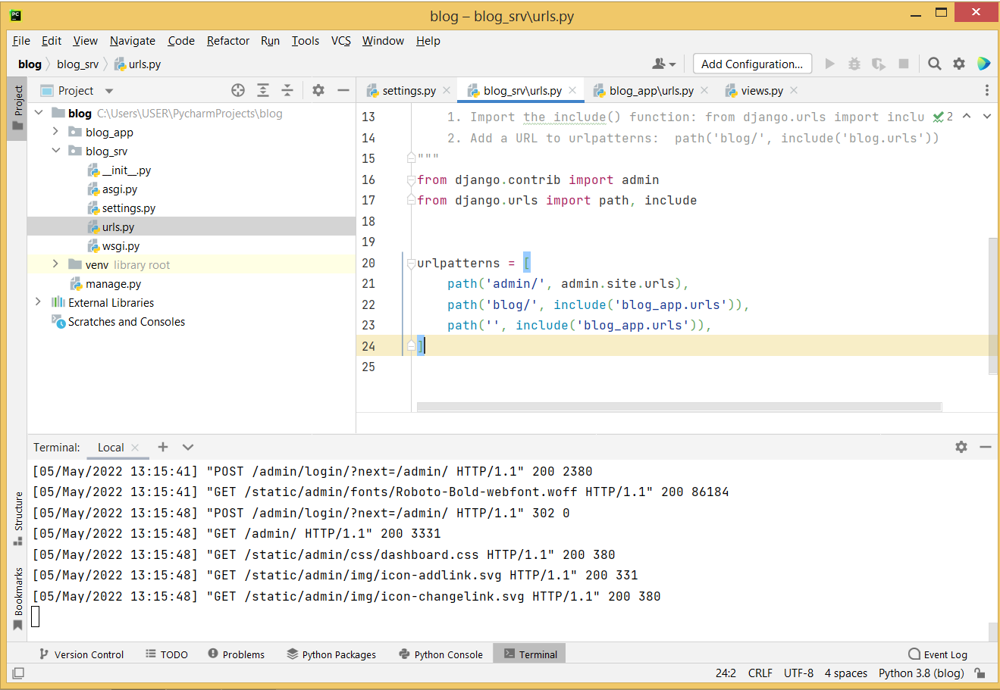 PC
blog – blog_srv\urls.py
File Edit View Navigate Code Refactor Run Tools VCS Window Help
blog blog_srv urls.py
Add Configuration...
Project
Project
settings.py blog_srv\urls.py blog_app\urls.py views.py
blog C:\Users\USER\PycharmProjects\blog
blog_app
blog_srv
__init__.py
asgi.py
settings.py
urls.py
wsgi.py
venv library root
manage.py
External Libraries
Scratches and Consoles
13 1. Import the include() function: from django.urls import inclu 2
14 2. Add a URL to urlpatterns:  path('blog/', include('blog.urls'))
15 """
16 from django.contrib import admin
17 from django.urls import path, include
18
19
20 urlpatterns = [
21 path('admin/', admin.site.urls),
22 path('blog/', include('blog_app.urls')),
23 path('', include('blog_app.urls')),
24 ]
25
Terminal: Local
[05/May/2022 13:15:41] "POST /admin/login/?next=/admin/ HTTP/1.1" 200 2380
[05/May/2022 13:15:41] "GET /static/admin/fonts/Roboto-Bold-webfont.woff HTTP/1.1" 200 86184
[05/May/2022 13:15:48] "POST /admin/login/?next=/admin/ HTTP/1.1" 302 0
[05/May/2022 13:15:48] "GET /admin/ HTTP/1.1" 200 3331
[05/May/2022 13:15:48] "GET /static/admin/css/dashboard.css HTTP/1.1" 200 380
[05/May/2022 13:15:48] "GET /static/admin/img/icon-addlink.svg HTTP/1.1" 200 331
[05/May/2022 13:15:48] "GET /static/admin/img/icon-changelink.svg HTTP/1.1" 200 380
Structure
Bookmarks
Version Control TODO Problems Python Packages Python Console Terminal Event Log
24:2 CRLF UTF-8 4 spaces Python 3.8 (blog)